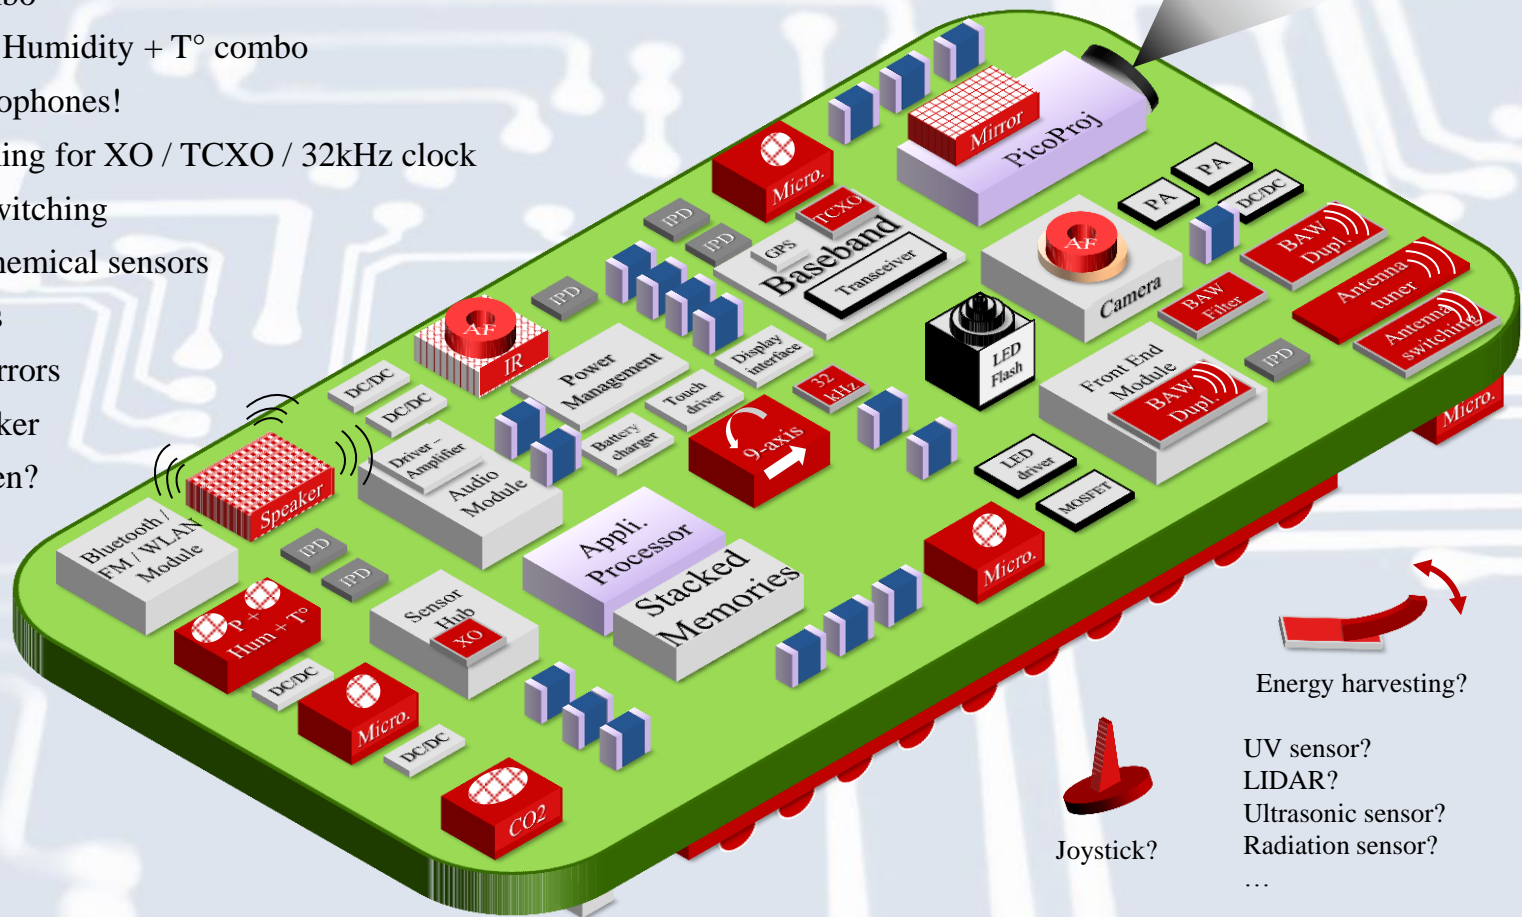 bo
Humidity + T° combo
ophones!
ing for XO / TCXO / 32kHz clock
witching
hemical sensors
s
rrors
ker
en?
Mirror
PicoProj
Micro.
PA
PA
DC/DC
IPD
IPD
TCXO
GPS
Baseband
Transceiver
AF
Camera
BAW
Dupl.
Antenna
tuner
BAW
Filter
Antenna
switching
IPD
AF
IR
Power
Management
Display
interface
LED
Flash
Front End
Module
BAW
Dupl.
IPD
Micro.
DC/DC
DC/DC
Touch
driver
32
kHz
Battery
charger
9-axis
Driver –
Amplifier
Audio
Module
LED
driver
MOSFET
Speaker
Bluetooth /
FM / WLAN
Module
IPD
IPD
Appli.
Processor
Stacked
Memories
Micro.
P +
Hum + T°
Sensor
Hub
XO
DC/DC
Micro.
DC/DC
CO2
Energy harvesting?
Joystick?
UV sensor?
LIDAR?
Ultrasonic sensor?
Radiation sensor?
…